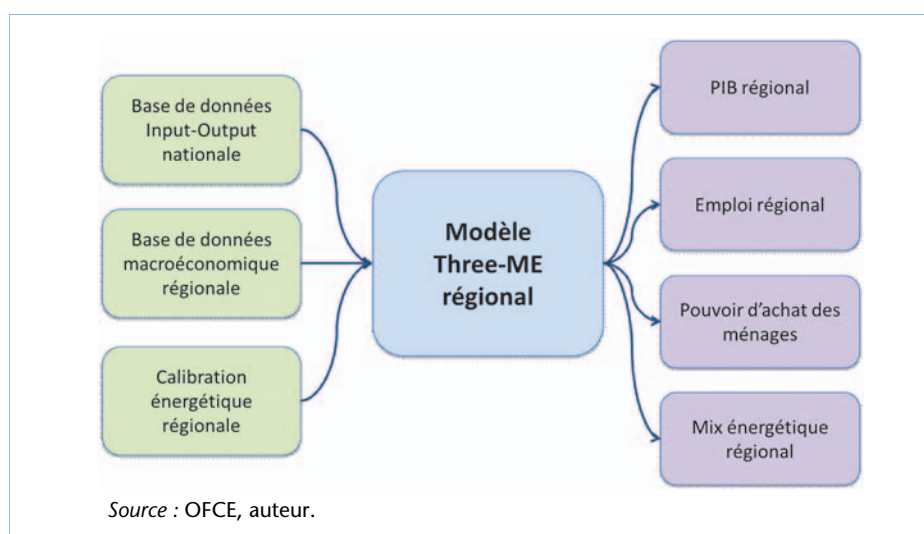 Base de données
Input-Output
nationale
Base de données
macroéconomique
régionale
Calibration
énergétique
régionale
Modèle
Three-ME
régional
PIB régional
Emploi régional
Pouvoir d'achat des
ménages
Mix énergétique
régional
Source : OFCE, auteur.